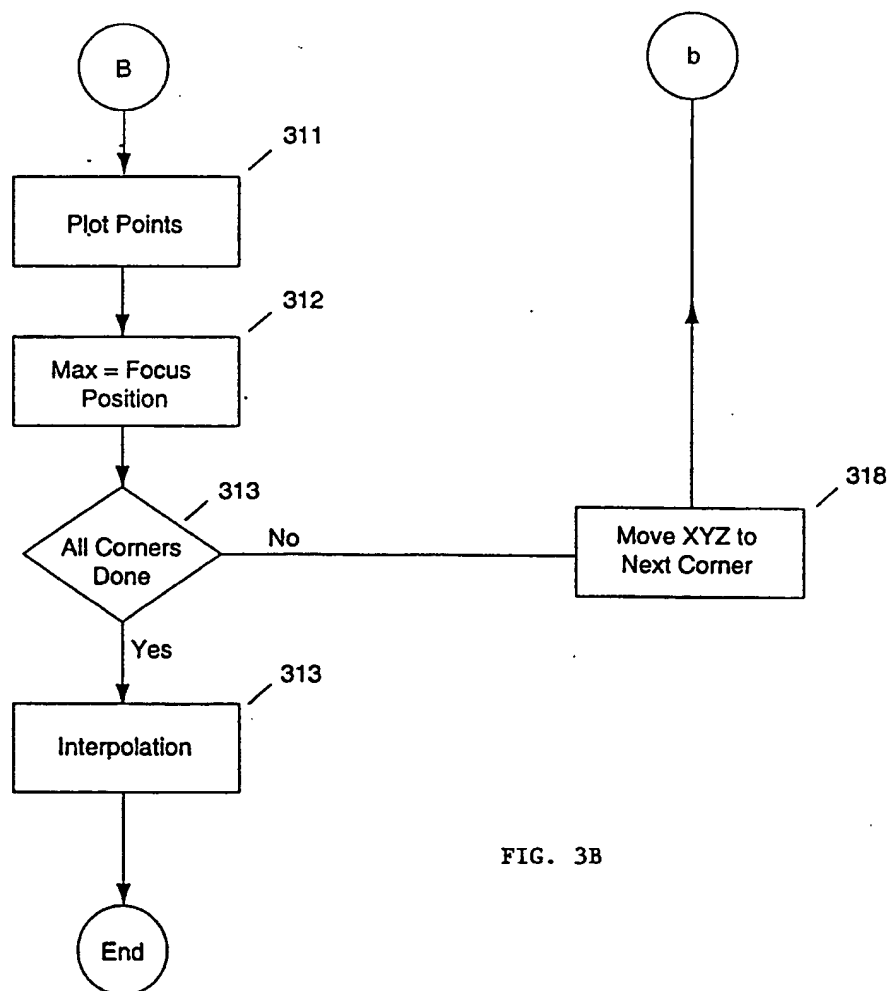 B
b
311
Plot Points
312
Max = Focus
Position
313
All Corners
Done
No
318
Move XYZ to
Next Corner
Yes
313
Interpolation
FIG. 3B
End